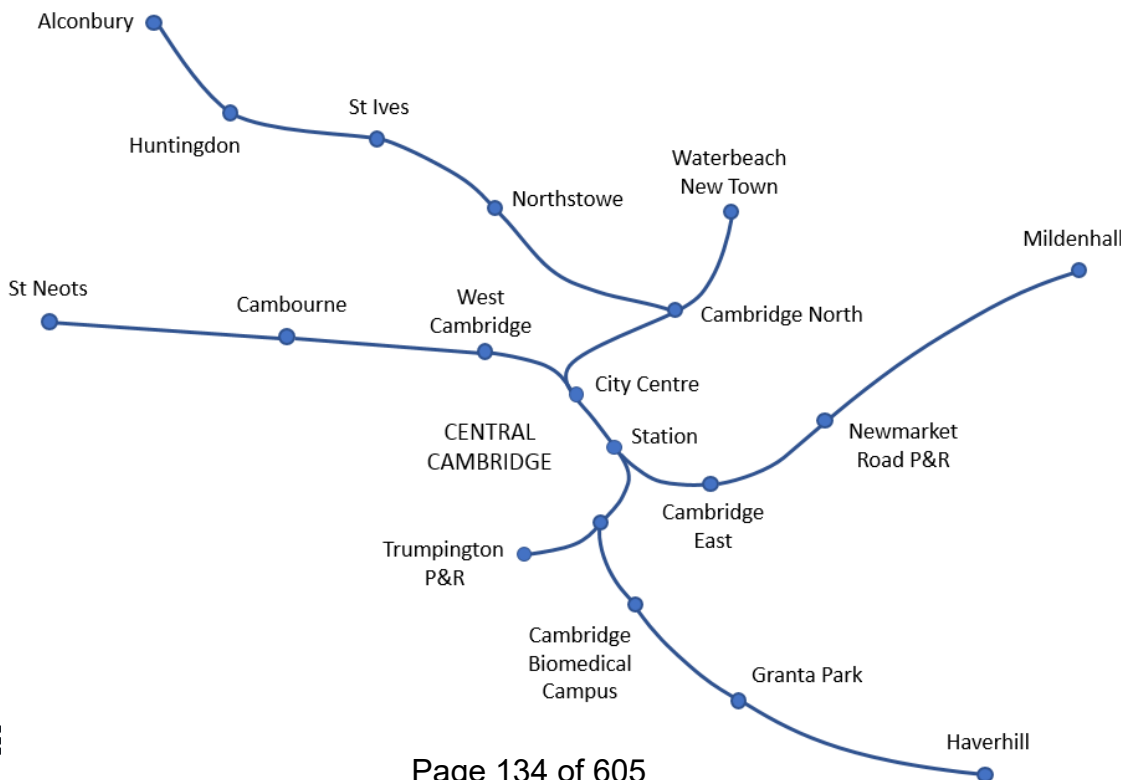 Alconbury
St Ives
Huntingdon
Waterbeach
New Town
Northstowe
Mildenhall
St Neots
Cambourne
West
Cambridge
Cambridge North
City Centre
CENTRAL
CAMBRIDGE
Station
Newmarket
Road P&R
Cambridge
East
Trumpington
P&R
Cambridge
Biomedical
Campus
Granta Park
Haverhill
Page 134 of 605